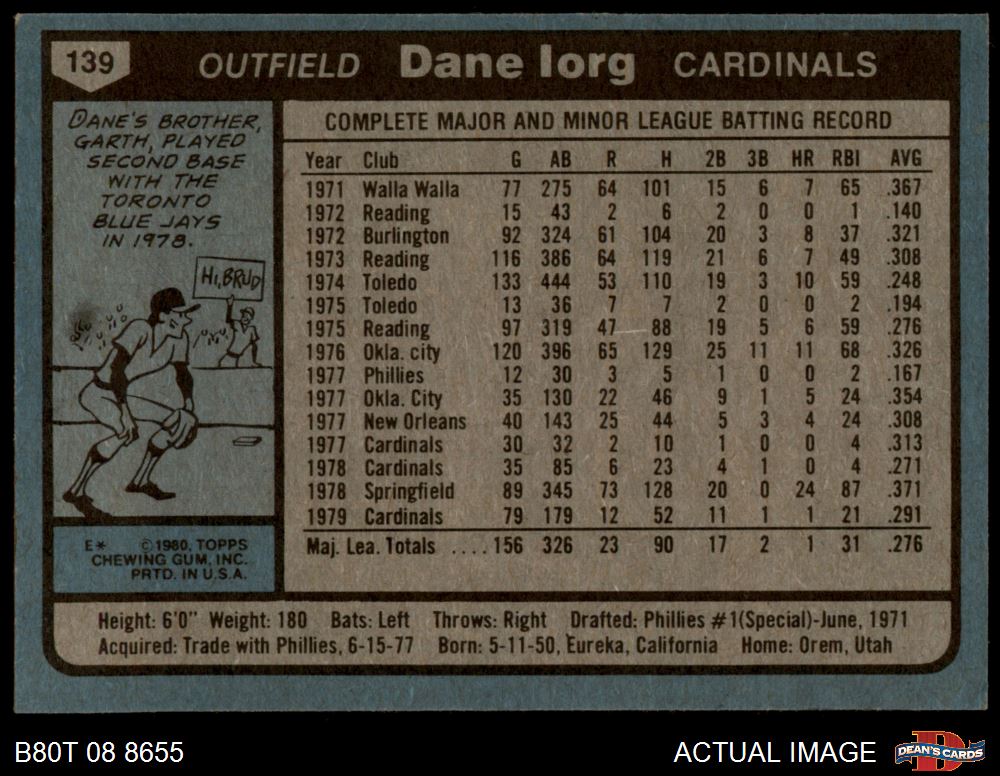 139 OUTFIELD Dane Iorg CARDINALS
DANE'S BROTHER,
GARTH, PLAYED
SECOND BASE
WITH THE
TORONTO
BLUE JAYS
IN 1978.
HI, BRUD
E* ©1980, TOPPS
CHEWING GUM, INC.
PRTD. IN U.S.A.
COMPLETE MAJOR AND MINOR LEAGUE BATTING RECORD
Year Club G AB R H 2B 3B HR RBI AVG
1971 Walla Walla 77 275 64 101 15 6 7 65 .367
1972 Reading 15 43 2 6 2 0 0 1 .140
1972 Burlington 92 324 61 104 20 3 8 37 .321
1973 Reading 116 386 64 119 21 6 7 49 .308
1974 Toledo 133 444 53 110 19 3 10 59 .248
1975 Toledo 13 36 7 7 2 0 0 2 .194
1975 Reading 97 319 47 88 19 5 6 59 .276
1976 Okla. city 120 396 65 129 25 11 11 68 .326
1977 Phillies 12 30 3 5 1 0 0 2 .167
1977 Okla. City 35 130 22 46 9 1 5 24 .354
1977 New Orleans 40 143 25 44 5 3 4 24 .308
1977 Cardinals 30 32 2 10 1 0 0 4 .313
1978 Cardinals 35 85 6 23 4 1 0 4 .271
1978 Springfield 89 345 73 128 20 0 24 87 .371
1979 Cardinals 79 179 12 52 11 1 1 21 .291
Maj. Lea. Totals .... 156 326 23 90 17 2 1 31 .276
Height: 6'0" Weight: 180 Bats: Left Throws: Right Drafted: Phillies #1(Special)-June, 1971
Acquired: Trade with Phillies, 6-15-77 Born: 5-11-50, Eureka, California Home: Orem, Utah
B80T 08 8655 ACTUAL IMAGE D DEAN'S CARDS